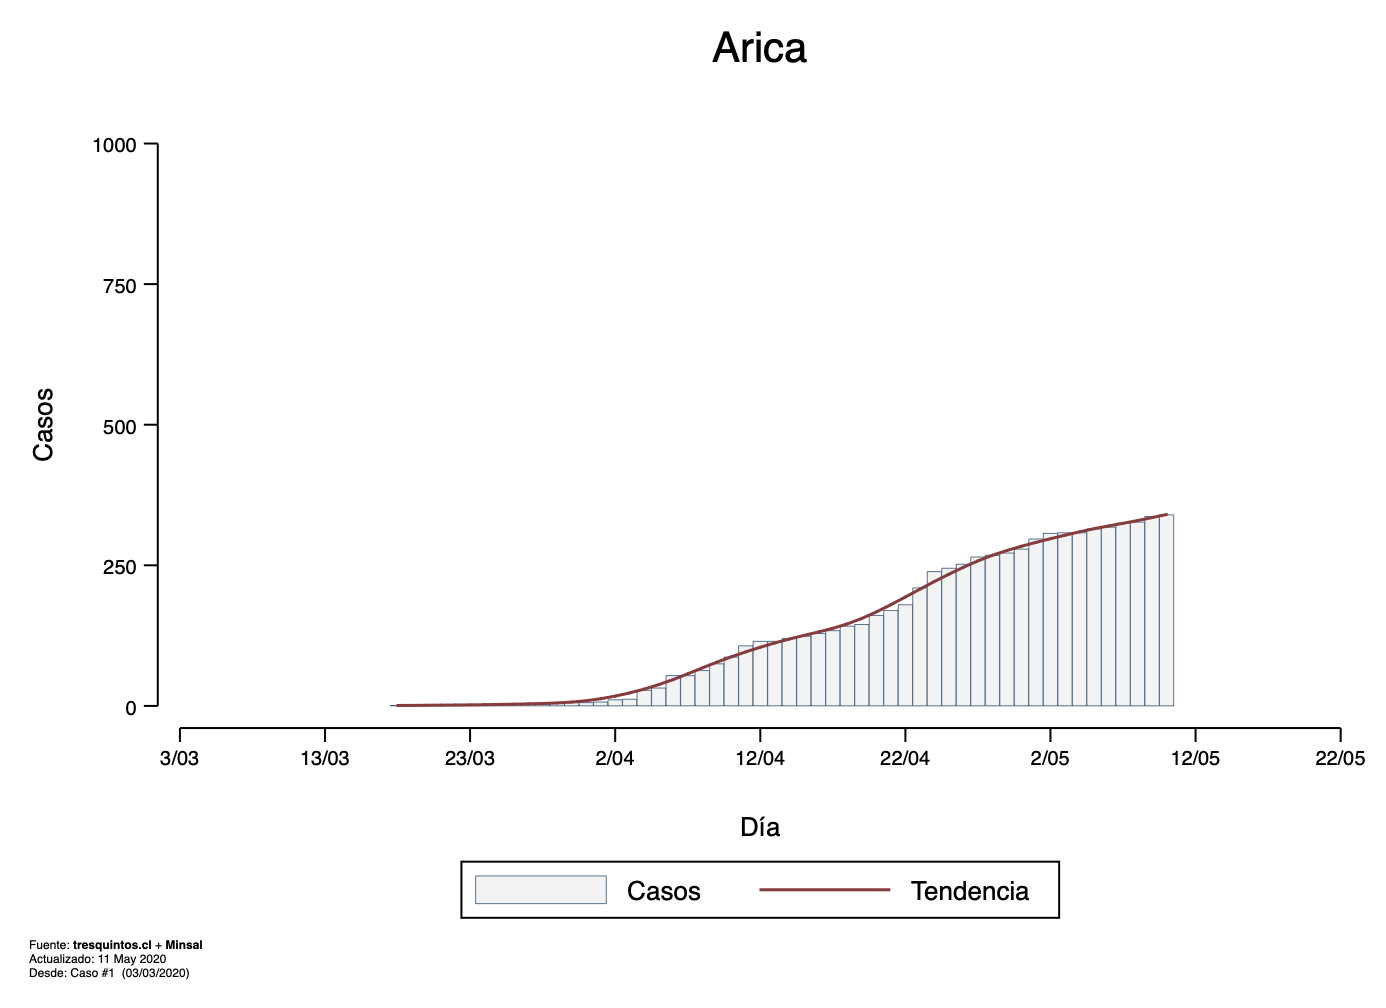 Arica
1000
750
500
250
0
Casos
3/03 13/03 23/03 2/04 12/04 22/04 2/05 12/05 22/05
Día
Casos Tendencia
Fuente: tresquintos.cl + Minsal
Actualizado: 11 May 2020
Desde: Caso #1 (03/03/2020)